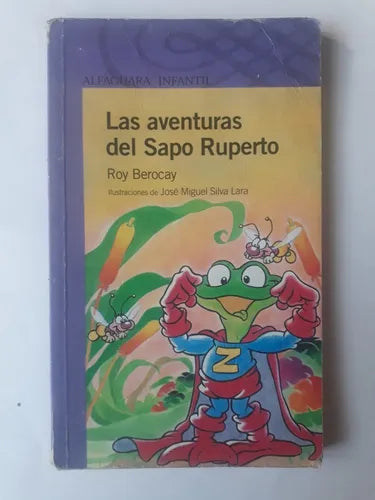 ALFAGUARA INFANTIL
Las aventuras
del Sapo Ruperto
Roy Berocay
Ilustraciones de José Miguel Silva Lara
Z